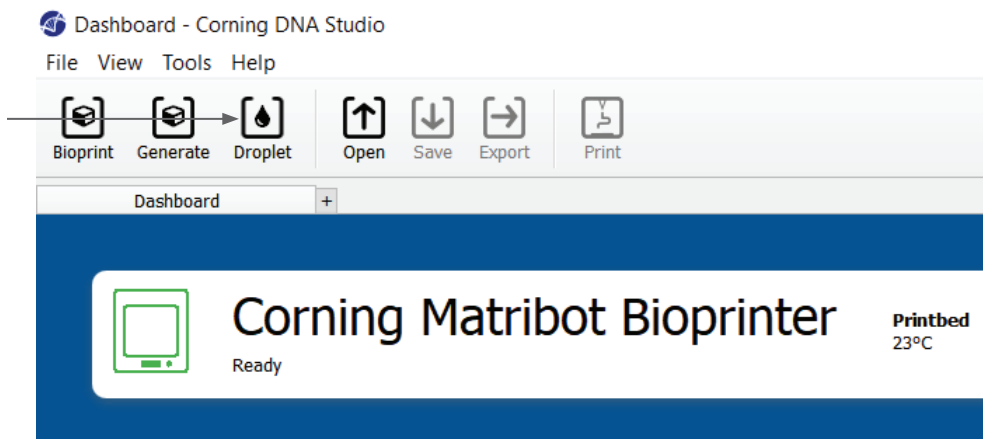 Dashboard - Corning DNA Studio
File View Tools Help
Bioprint Generate Droplet Open Save Export Print
Dashboard +
Corning Matribot Bioprinter
Ready
Printbed
23°C